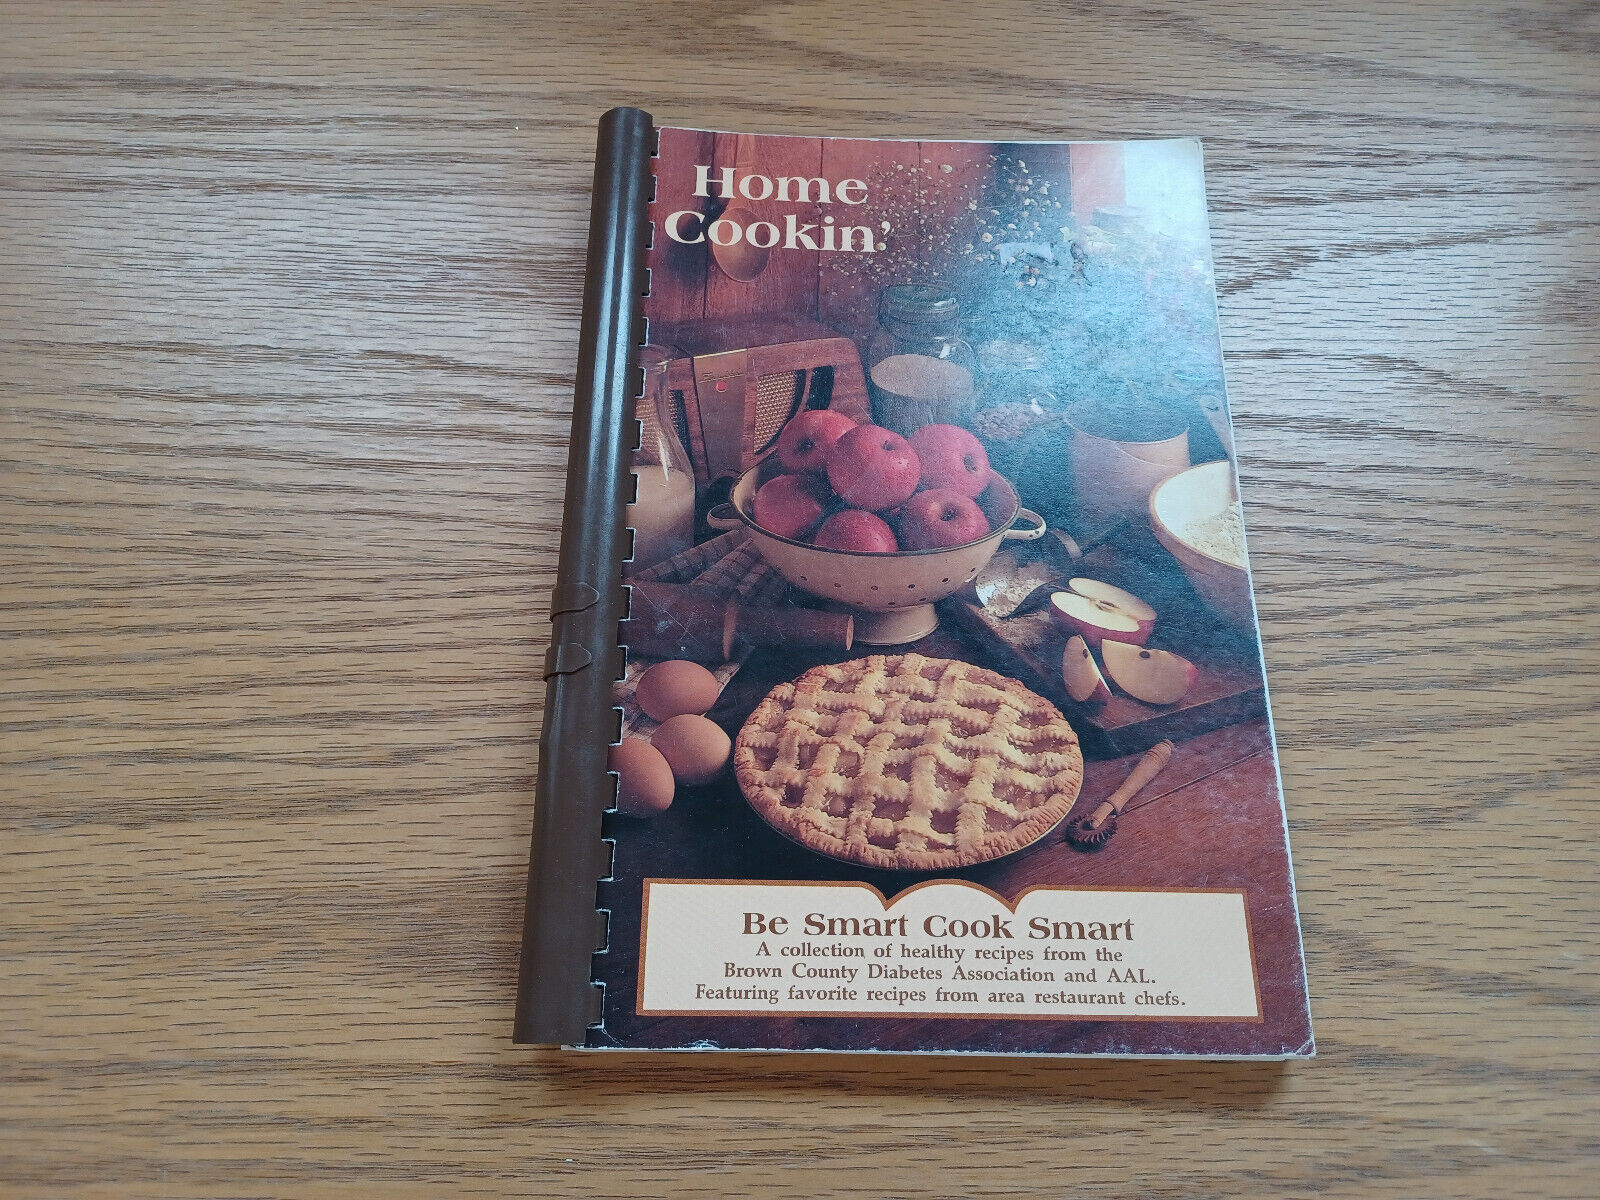 Home
Cookin'
Be Smart Cook Smart
A collection of healthy recipes from the
Brown County Diabetes Association and AAL.
Featuring favorite recipes from area restaurant chefs.